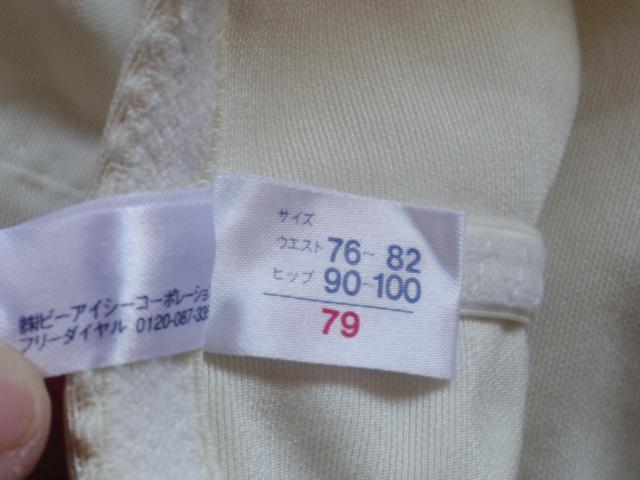 サイズ
ウエスト 76~82
ヒップ 90-100
79
㈱ビーアイシーコーポレーション
フリーダイヤル 0120-087-33